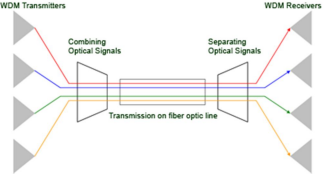 WDM Transmitters
WDM Receivers
Combining
Optical Signals
Separating
Optical Signals
Transmission on fiber optic line